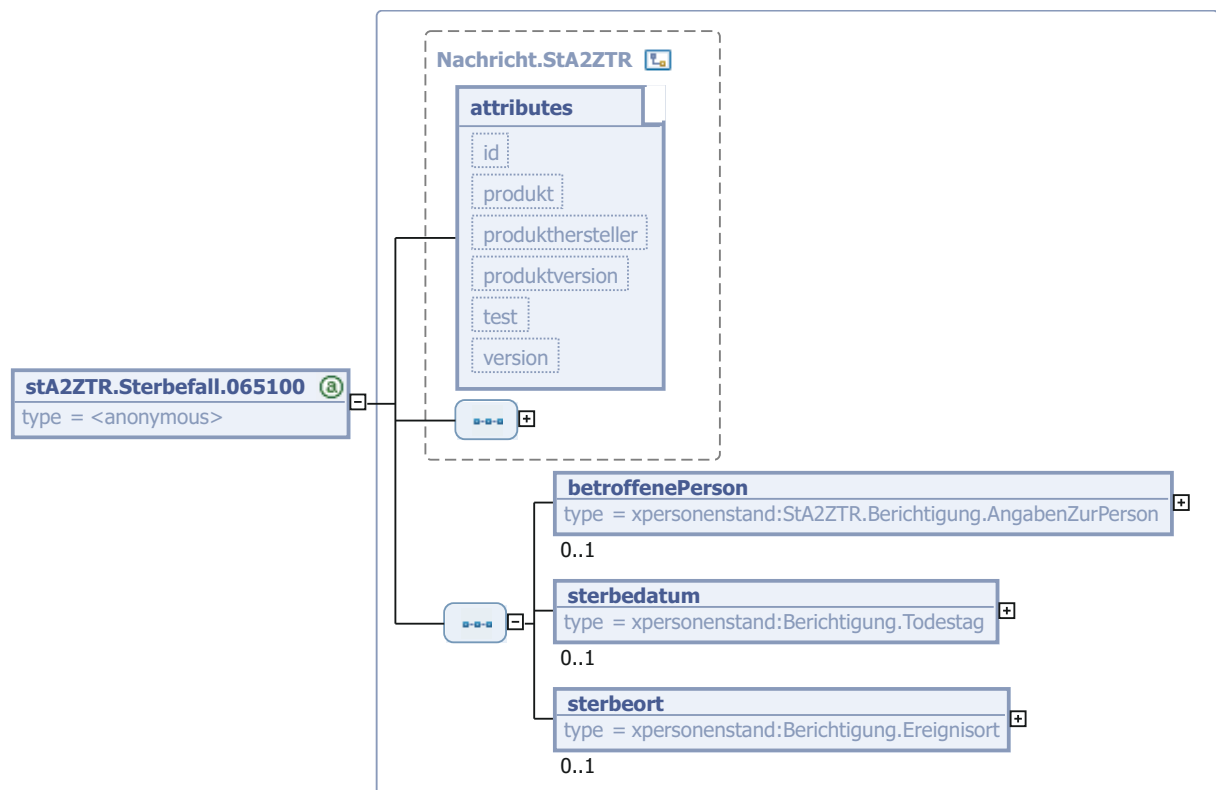 Nachricht.StA2ZTR
attributes
id
produkt
produkthersteller
produktversion
test
version
stA2ZTR.Sterbefall.065100 a
type = <anonymous>
betroffenePerson
type = xpersonenstand:StA2ZTR.Berichtigung.AngabenZurPerson
0..1
sterbedatum
type = xpersonenstand:Berichtigung.Todestag
0..1
sterbeort
type = xpersonenstand:Berichtigung.Ereignisort
0..1